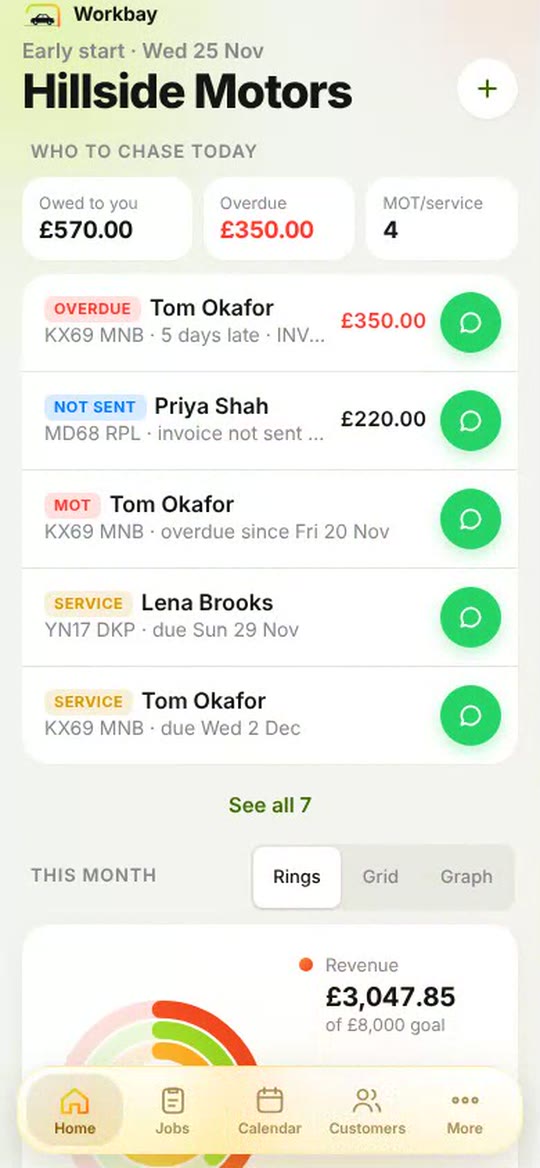 Workbay
Early start · Wed 25 Nov
Hillside Motors
WHO TO CHASE TODAY
Owed to you
£570.00
Overdue
£350.00
MOT/service
4
OVERDUE Tom Okafor
KX69 MNB · 5 days late · INV...
£350.00
NOT SENT Priya Shah
MD68 RPL · invoice not sent ...
£220.00
MOT Tom Okafor
KX69 MNB · overdue since Fri 20 Nov
SERVICE Lena Brooks
YN17 DKP · due Sun 29 Nov
SERVICE Tom Okafor
KX69 MNB · due Wed 2 Dec
See all 7
THIS MONTH
Rings Grid Graph
Revenue
£3,047.85
of £8,000 goal
Home Jobs Calendar Customers More